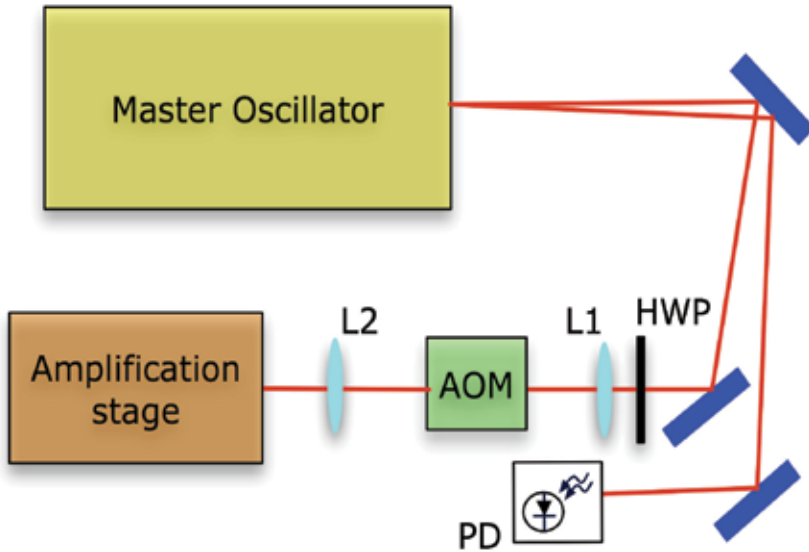 Master Oscillator
HWP
L1
L2
AOM
Amplification
stage
PD